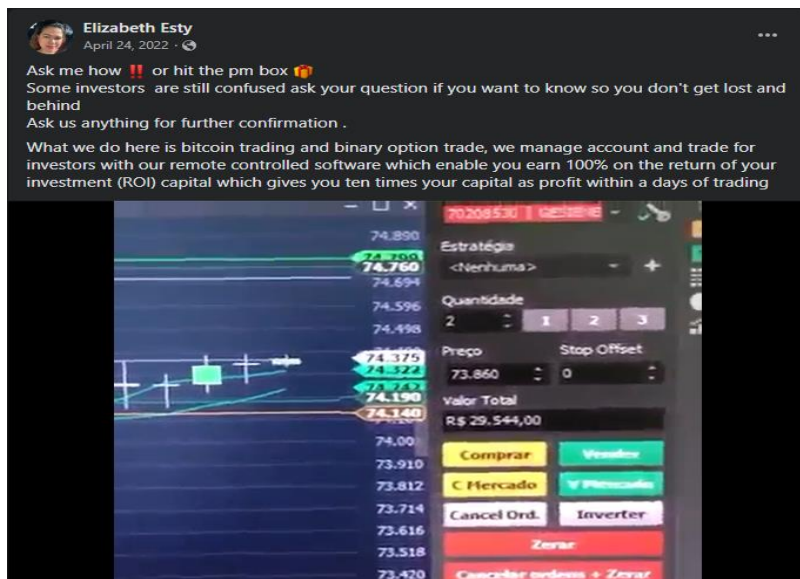 Elizabeth Esty
April 24, 2022 ·
Ask me how ‼️ or hit the pm box 🎁
Some investors are still confused ask your question if you want to know so you don't get lost and
behind
Ask us anything for further confirmation .
What we do here is bitcoin trading and binary option trade, we manage account and trade for
investors with our remote controlled software which enable you earn 100% on the return of your
investment (ROI) capital which gives you ten times your capital as profit within a days of trading
70208530 |
74.890
Estratégia
74.760
<Nenhuma>
74.694
Quantidade
74.596
2 1 2 3
74.498
Preço Stop Offset
74.375
74.322
73.860 0
Valor Total
74.190
R$ 29.544,00
74.140
74.00
Comprar Vender
73.910
C Mercado V Mercado
73.812
73.714
Cancel Ord. Inverter
73.616
Zerar
73.518
73.420
Cancelar ordens + Zerar